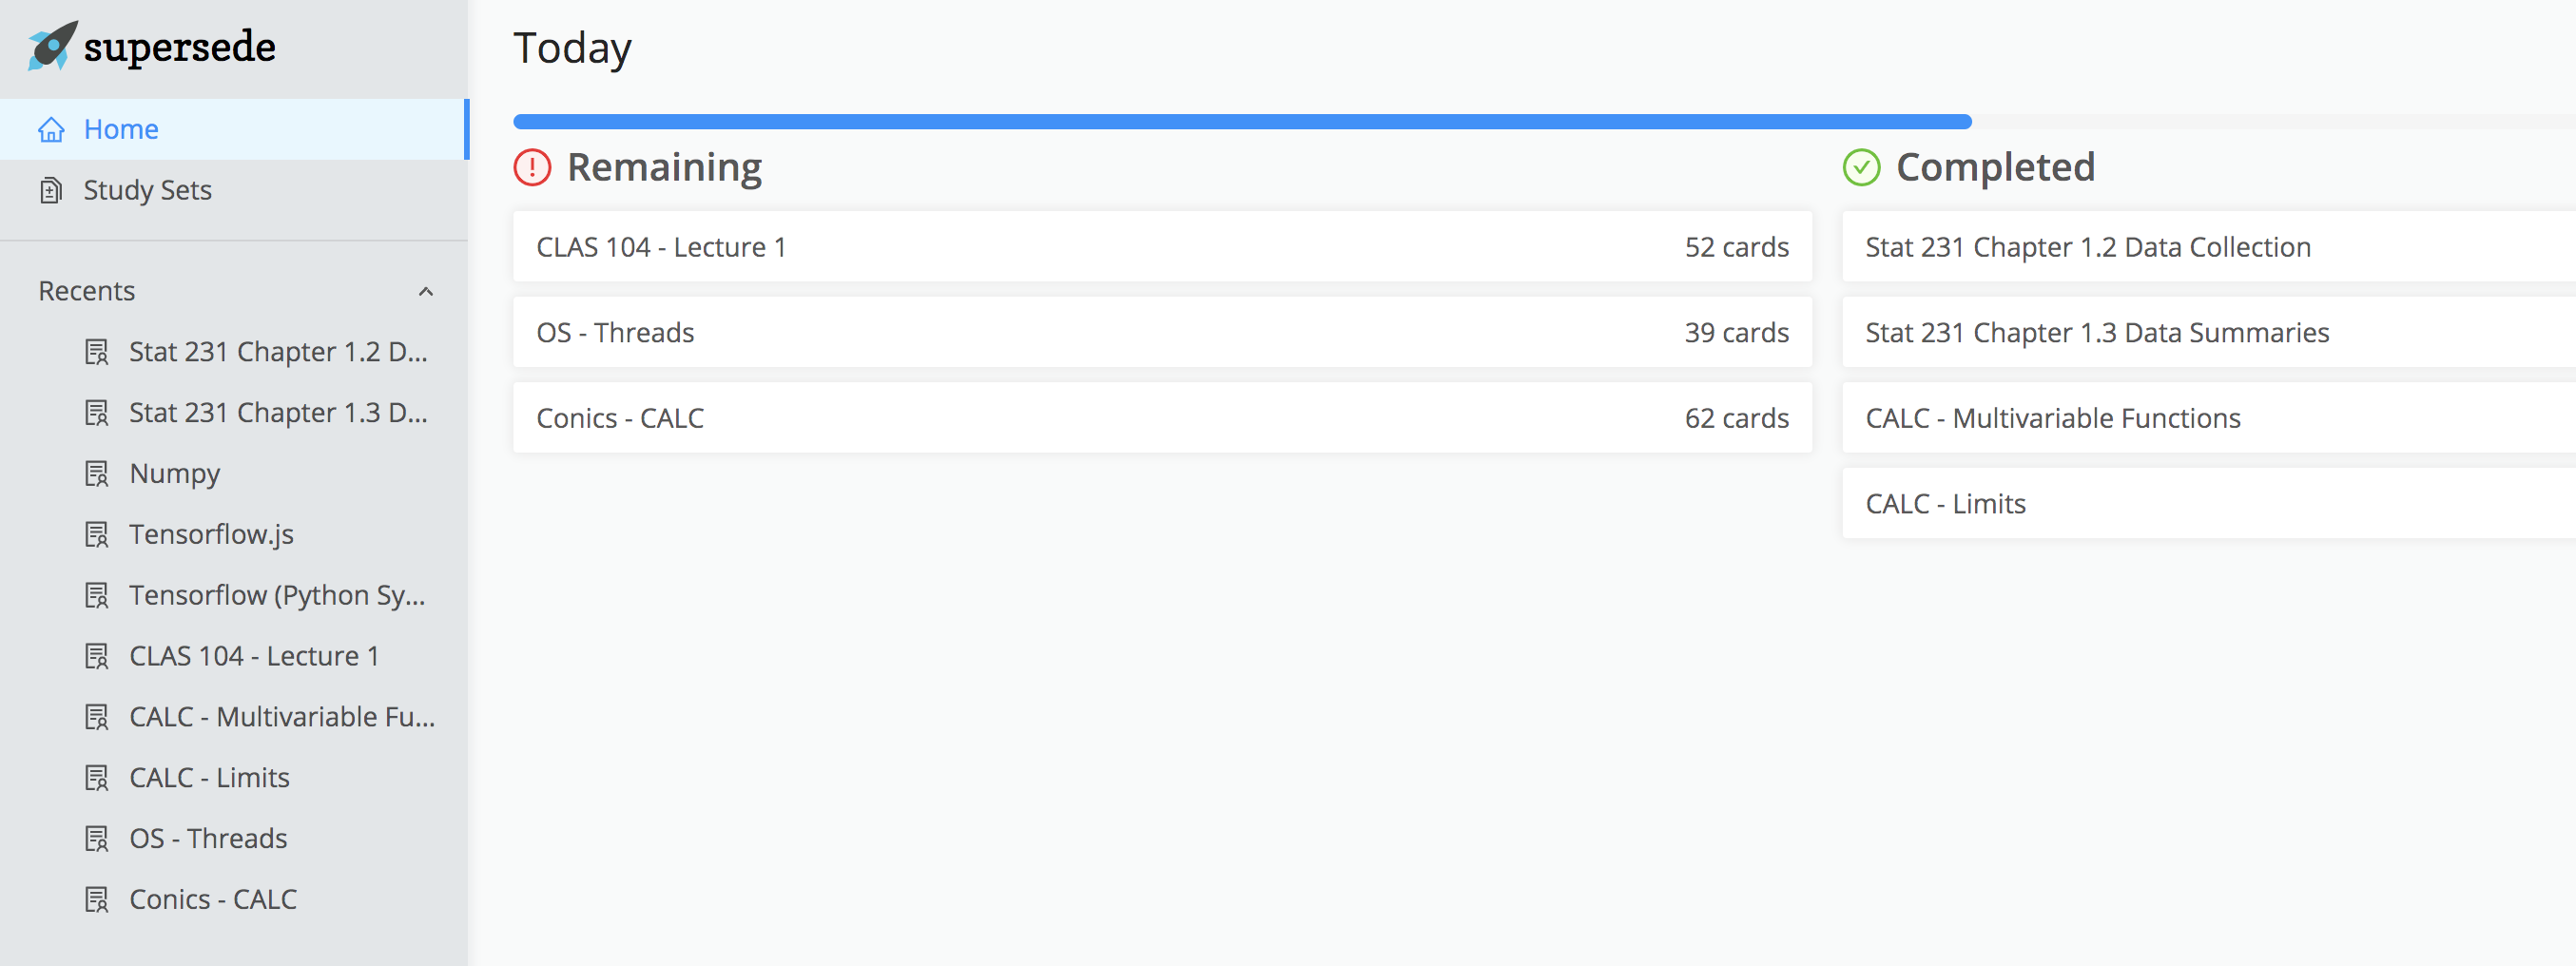 supersede
Home
Study Sets
Recents
Stat 231 Chapter 1.2 D...
Stat 231 Chapter 1.3 D...
Numpy
Tensorflow.js
Tensorflow (Python Sy...
CLAS 104 - Lecture 1
CALC - Multivariable Fu...
CALC - Limits
OS - Threads
Conics - CALC
Today
Remaining
CLAS 104 - Lecture 1 52 cards
OS - Threads 39 cards
Conics - CALC 62 cards
Completed
Stat 231 Chapter 1.2 Data Collection
Stat 231 Chapter 1.3 Data Summaries
CALC - Multivariable Functions
CALC - Limits